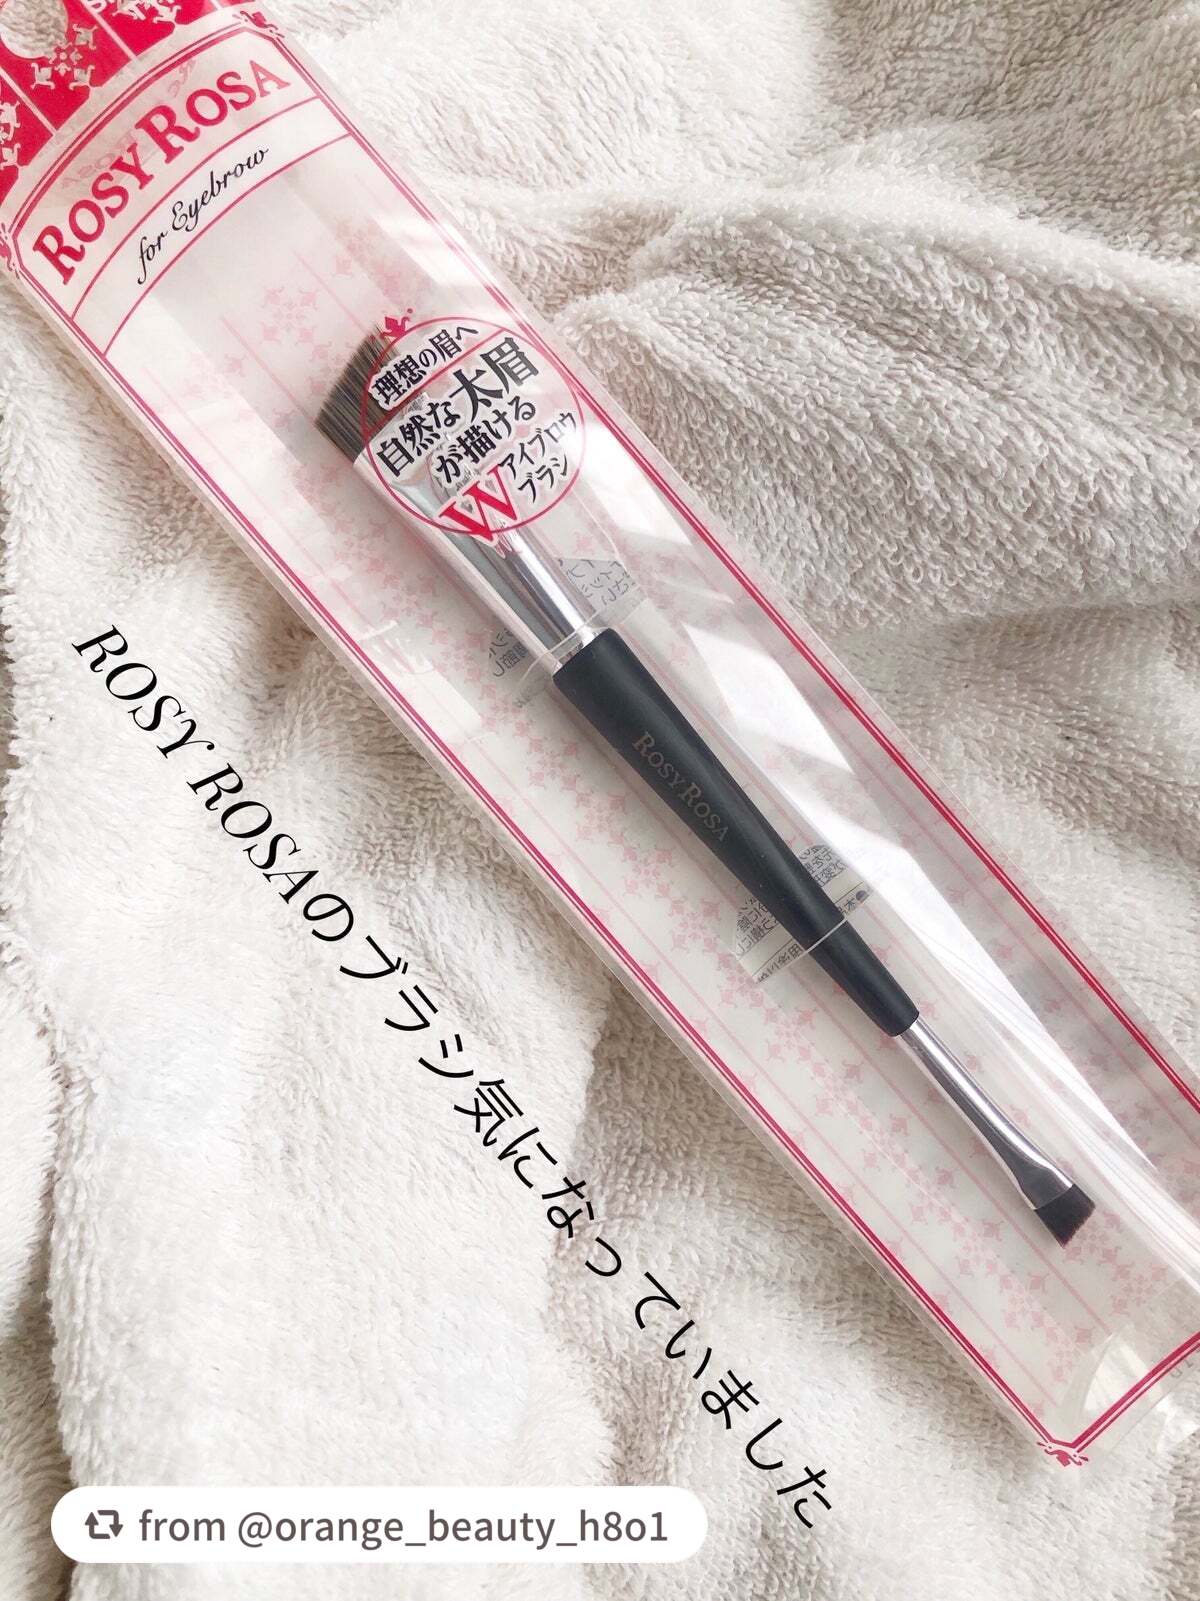 ROSY ROSA
for Eyebrow
理想の眉へ
自然な太眉
が描ける
W アイブロウ
ブラシ
ROSY ROSA
ROSY ROSAのブラシ気になっていました
from @orange_beauty_h8o1